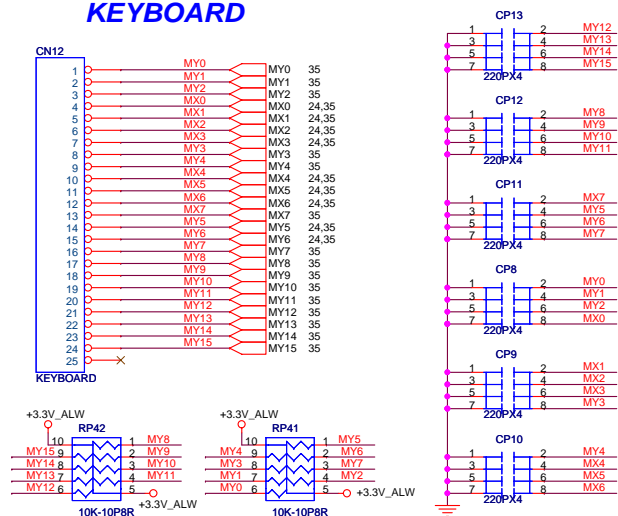 KEYBOARD
CN12
1 MY0 MY0 35
2 MY1 MY1 35
3 MY2 MY2 35
4 MX0 MX0 24,35
5 MX1 MX1 24,35
6 MX2 MX2 24,35
7 MX3 MX3 24,35
8 MY3 MY3 35
9 MY4 MY4 35
10 MX4 MX4 24,35
11 MX5 MX5 24,35
12 MX6 MX6 24,35
13 MX7 MX7 35
14 MY5 MY5 24,35
15 MY6 MY6 24,35
16 MY7 MY7 35
17 MY8 MY8 35
18 MY9 MY9 35
19 MY10 MY10 35
20 MY11 MY11 35
21 MY12 MY12 35
22 MY13 MY13 35
23 MY14 MY14 35
24 MY15 MY15 35
25
KEYBOARD
+3.3V_ALW
RP42
10 1 MY8
MY15 9 2 MY9
MY14 8 3 MY10
MY13 7 4 MY11
MY12 6 5
+3.3V_ALW
10K-10P8R
+3.3V_ALW
RP41
10 1 MY5
MY4 9 2 MY6
MY3 8 3 MY7
MY1 7 4 MY2
MY0 6 5
+3.3V_ALW
10K-10P8R
CP13
1 2 MY12
3 4 MY13
5 6 MY14
7 8 MY15
220PX4
CP12
1 2 MY8
3 4 MY9
5 6 MY10
7 8 MY11
220PX4
CP11
1 2 MX7
3 4 MY5
5 6 MY6
7 8 MY7
220PX4
CP8
1 2 MY0
3 4 MY1
5 6 MY2
7 8 MX0
220PX4
CP9
1 2 MX1
3 4 MX2
5 6 MX3
7 8 MY3
220PX4
CP10
1 2 MY4
3 4 MX4
5 6 MX5
7 8 MX6
220PX4